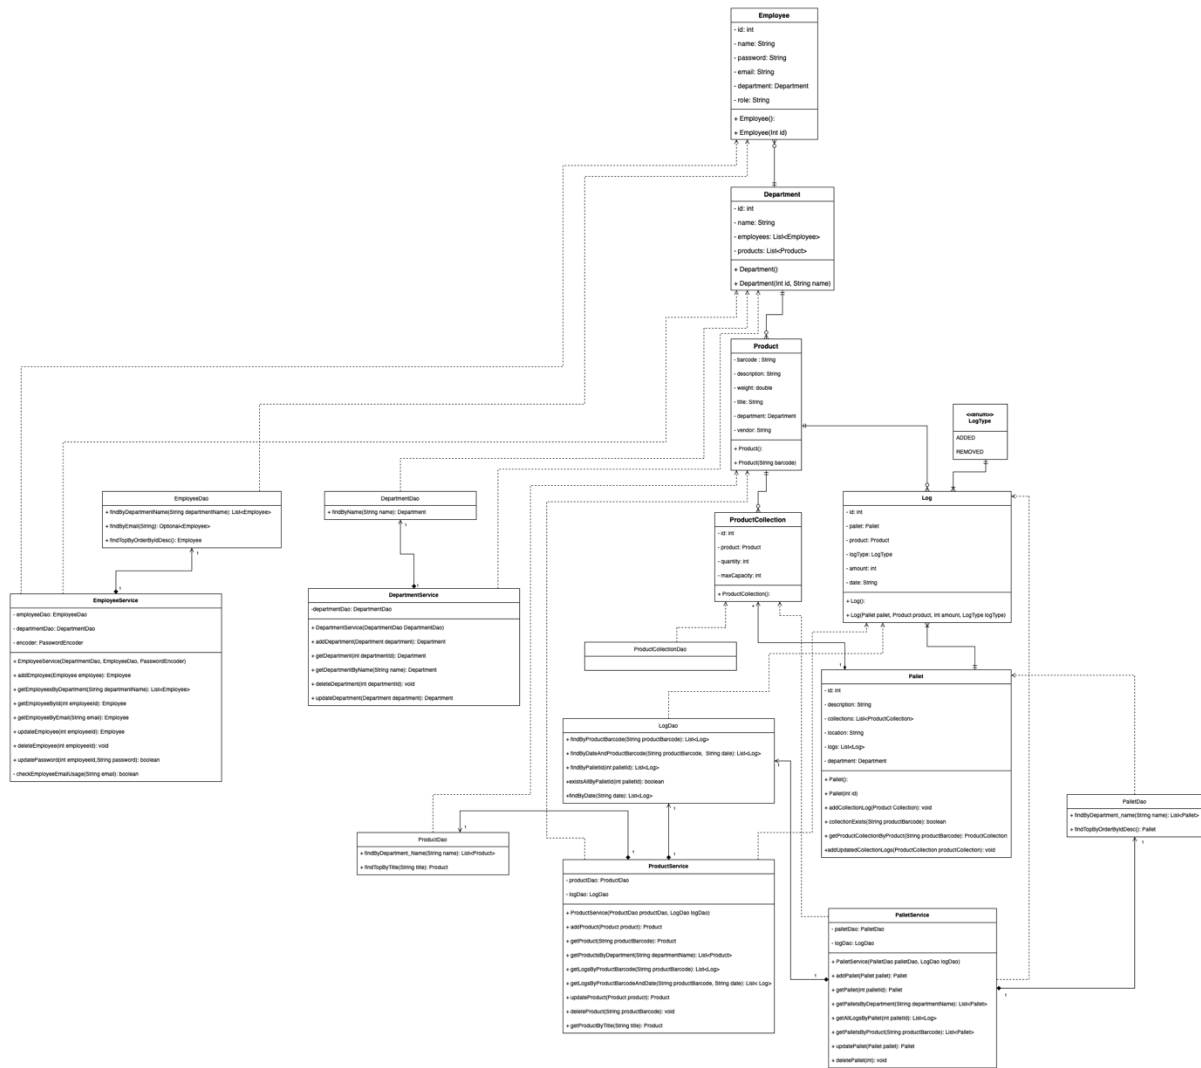 Employee
- id: int
- name: String
- password: String
- email: String
- department: Department
- role: String
+ Employee():
+ Employee(Int id)
Department
- id: int
- name: String
- employees: List<Employee>
- products: List<Product>
+ Department()
+ Department(Int id, String name)
Product
- barcode : String
- description: String
- weight: double
- title: String
- department: Department
- vendor: String
+ Product():
+ Product(String barcode)
<<enum>>
LogType
ADDED
REMOVED
EmployeeDao
+ findByDepartmentName(String departmentName): List<Employee>
+ findByEmail(String): Optional<Employee>
+ findTopByOrderByIdDesc(): Employee
1
1
DepartmentDao
+ findByName(String name): Department
1
1
ProductCollection
- id: int
- product: Product
- quantity: int
- maxCapacity: int
+ ProductCollection():
*
1
Log
- id: int
- pallet: Pallet
- product: Product
- logType: LogType
- amount: int
- date: String
+ Log():
+ Log(Pallet pallet, Product product, int amount, LogType logType)
EmployeeService
- employeeDao: EmployeeDao
- departmentDao: DepartmentDao
- encoder: PasswordEncoder
+ EmployeeService(DepartmentDao, EmployeeDao, PasswordEncoder)
+ addEmployee(Employee employee): Employee
+ getEmployeesByDepartment(String departmentName): List<Employee>
+ getEmployeeById(int employeeId): Employee
+ getEmployeeByEmail(String email): Employee
+ updateEmployee(int employeeId): Employee
+ deleteEmployee(int employeeId): void
+ updatePassword(int employeeId,String password): boolean
- checkEmployeeEmailUsage(String email): boolean
DepartmentService
-departmentDao: DepartmentDao
+ DepartmentService(DepartmentDao DepartmentDao)
+ addDepartment(Department department): Department
+ getDepartment(int departmentId): Department
+ getDepartmentByName(String name): Department
+ deleteDepartment(int departmentId): void
+ updateDepartment(Department department): Department
ProductCollectionDao
Pallet
- id: int
- description: String
- collections: List<ProductCollection>
- location: String
- logs: List<Log>
- department: Department
+ Pallet():
+ Pallet(int id)
+ addCollectionLog(Product Collection): void
+ collectionExists(String productBarcode): boolean
+ getProductCollectionByProduct(String productBarcode): ProductCollection
+addUpdatedCollectionLogs(ProductCollection productCollection): void
LogDao
+ findByProductBarcode(String productBarcode): List<Log>
+ findByDateAndProductBarcode(String productBarcode, String date): List<Log>
+ findByPalletId(int palletId): List<Log>
+existsAllByPalletId(int palletId): boolean
+findByDate(String date): List<Log>
1
1
PalletDao
+ findByDepartment_name(String name): List<Pallet>
+ findTopByOrderByIdDesc(): Pallet
1
ProductDao
+ findByDepartment_Name(String name): List<Product>
+ findTopByTitle(String title): Product
1
1
1
ProductService
- productDao: ProductDao
- logDao: LogDao
+ ProductService(ProductDao productDao, LogDao logDao)
+ addProduct(Product product): Product
+ getProduct(String productBarcode): Product
+ getProductsByDepartment(String departmentName): List<Product>
+ getLogsByProductBarcode(String productBarcode): List<Log>
+ getLogsByProductBarcodeAndDate(String productBarcode, String date): List< Log>
+ updateProduct(Product product): Product
+ deleteProduct(String productBarcode): void
+ getProductByTitle(String title): Product
PalletService
- palletDao: PalletDao
- logDao: LogDao
+ PalletService(PalletDao palletDao, LogDao logDao)
+ addPallet(Pallet pallet): Pallet
+ getPallet(int palletId): Pallet
+ getPalletsByDepartment(String departmentName): List<Pallet>
+ getAllLogsByPallet(int palletId): List<Log>
+ getPalletsByProduct(String productBarcode): List<Pallet>
+ updatePallet(Pallet pallet): Pallet
+ deletePallet(int): void
1
1